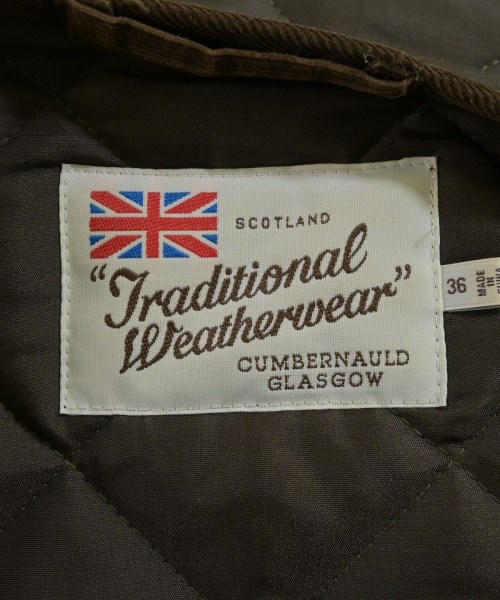 SCOTLAND
"Traditional
Weatherwear"
CUMBERNAULD
GLASGOW
36
MADE
IN
CHINA